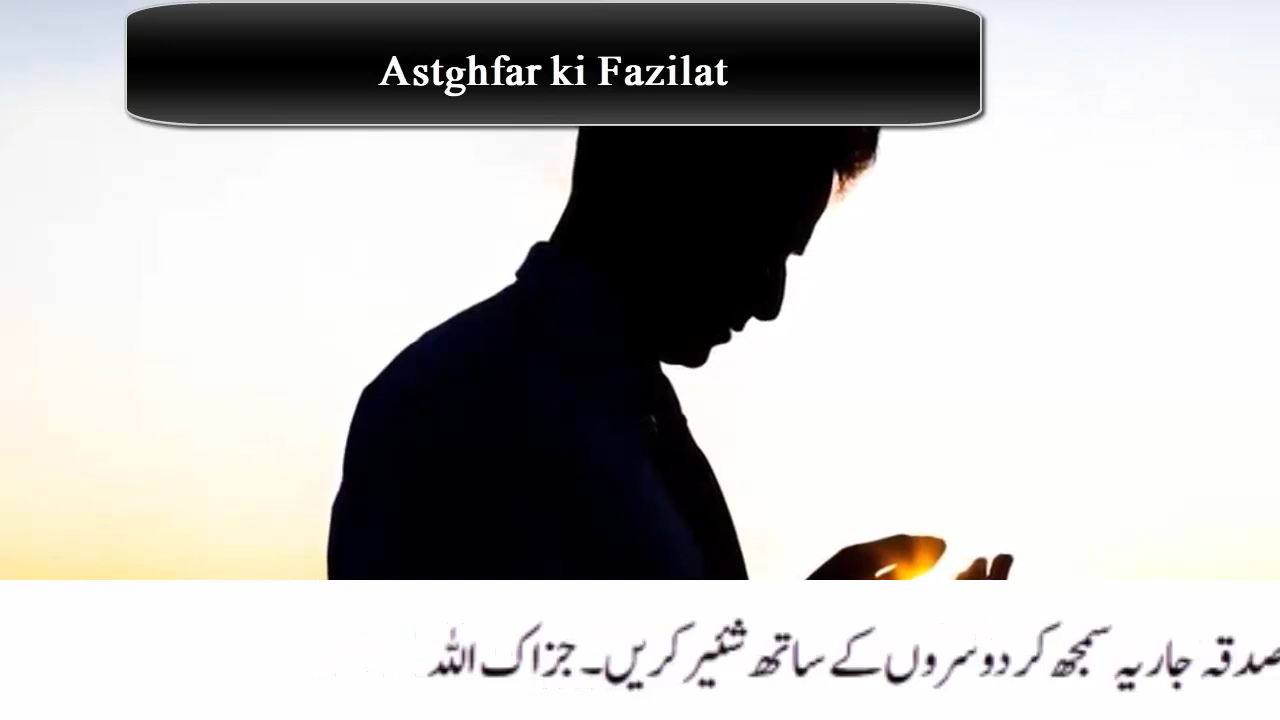 Astghfar ki Fazilat
صدقہ جاریہ سمجھ کر دوسروں کے ساتھ شئیر کریں۔ جزاک اللہ